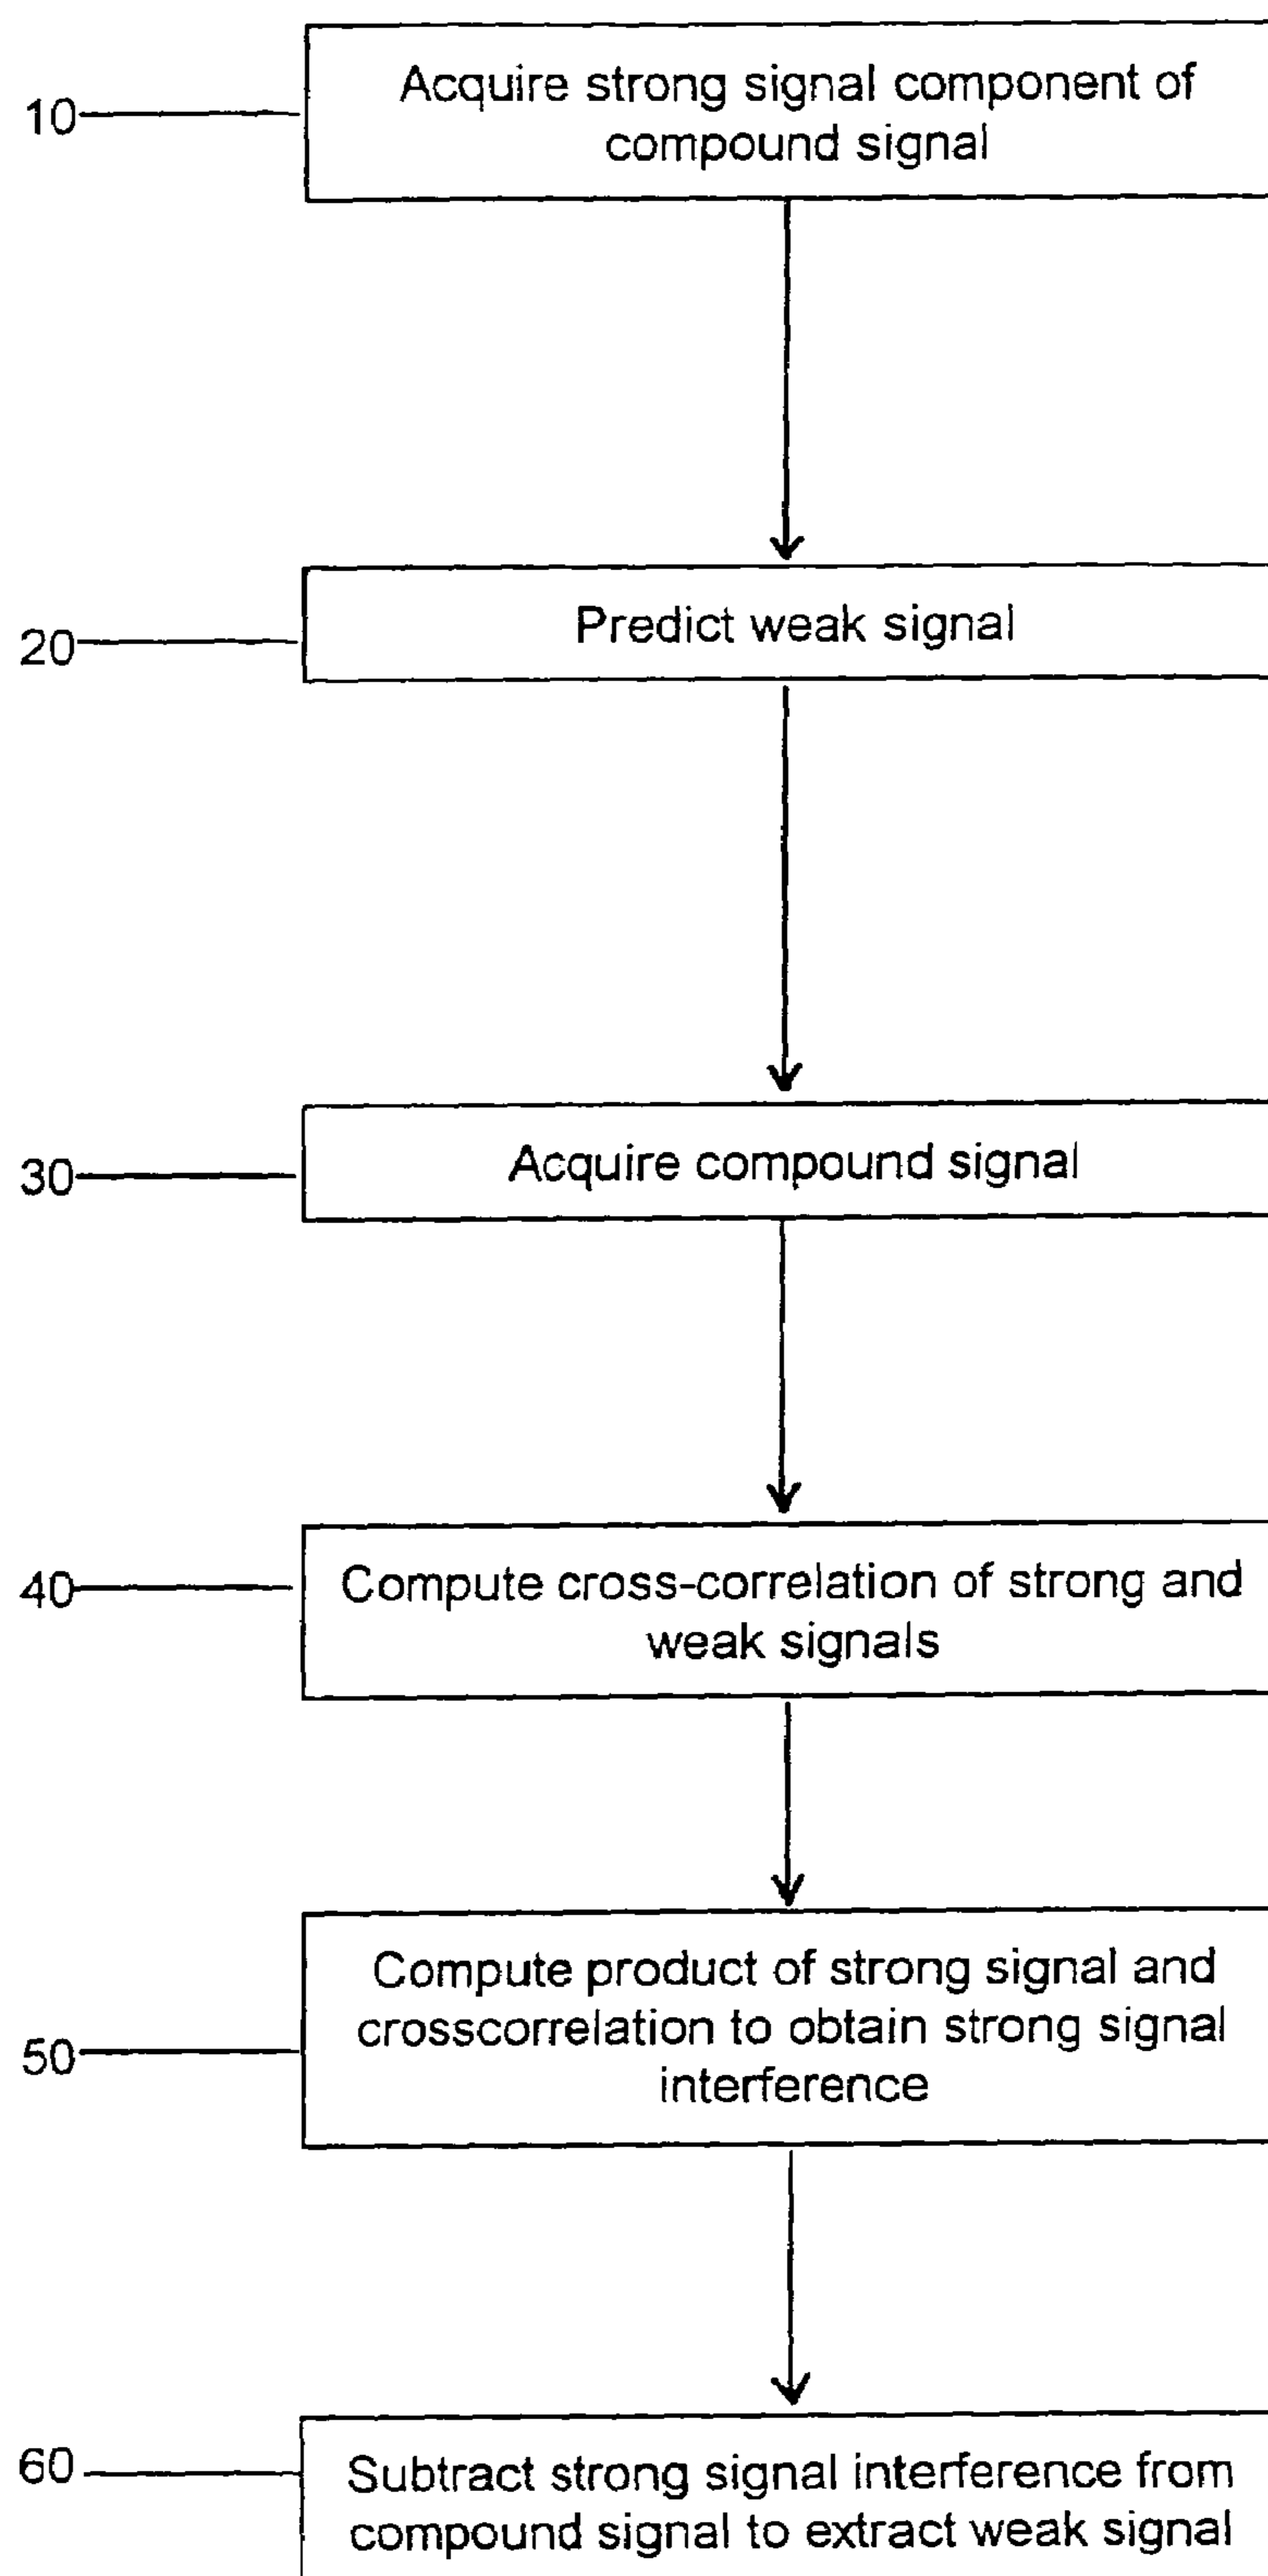 10
Acquire strong signal component of
compound signal
20
Predict weak signal
30
Acquire compound signal
40
Compute cross-correlation of strong and
weak signals
50
Compute product of strong signal and
crosscorrelation to obtain strong signal
interference
60
Subtract strong signal interference from
compound signal to extract weak signal